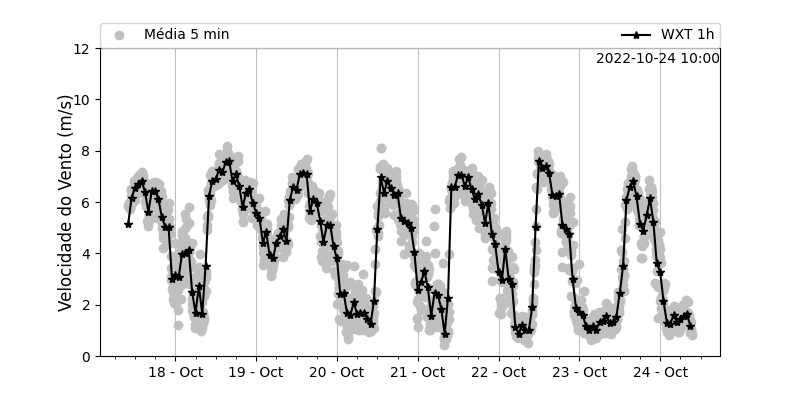 Média 5 min
WXT 1h
2022-10-24 10:00
Velocidade do Vento (m/s)
12
10
8
6
4
2
0
18 - Oct
19 - Oct
20 - Oct
21 - Oct
22 - Oct
23 - Oct
24 - Oct